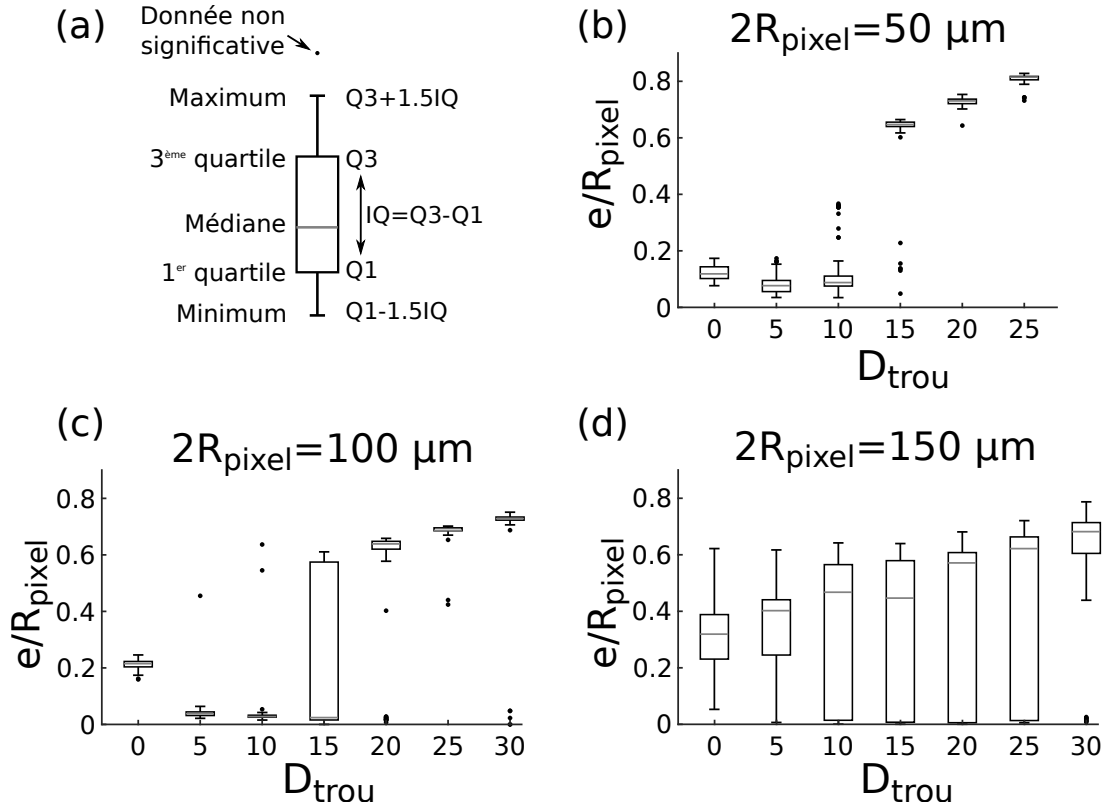 (a)
Donnée non
significative
Maximum
Q3+1.5IQ
3ème quartile
Q3
Médiane
IQ=Q3-Q1
1er quartile
Q1
Minimum
Q1-1.5IQ
(b)
2Rpixel=50 µm
e/Rpixel
0.8
0.6
0.4
0.2
0
0 5 10 15 20 25
Dtrou
(c)
2Rpixel=100 µm
e/Rpixel
0.8
0.6
0.4
0.2
0
0 5 10 15 20 25 30
Dtrou
(d)
2Rpixel=150 µm
e/Rpixel
0.8
0.6
0.4
0.2
0
0 5 10 15 20 25 30
Dtrou